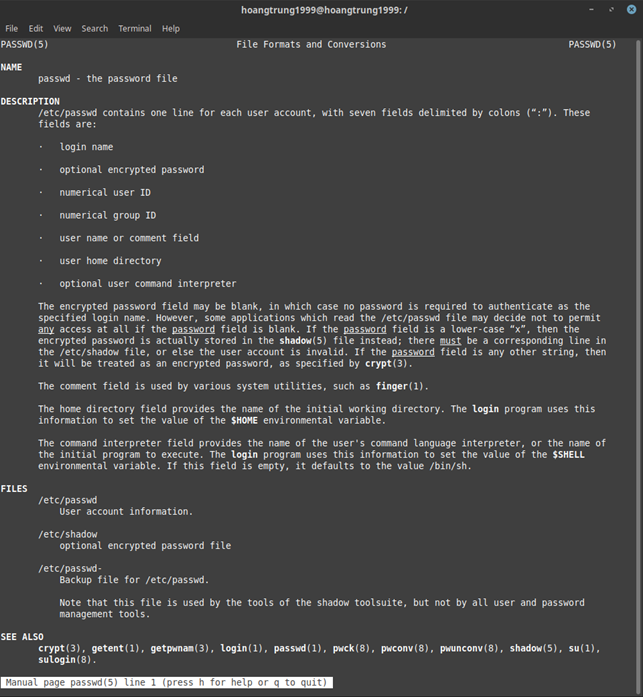 hoangtrung1999@hoangtrung1999: /
File Edit View Search Terminal Help
PASSWD(5) File Formats and Conversions PASSWD(5)
NAME
passwd - the password file
DESCRIPTION
/etc/passwd contains one line for each user account, with seven fields delimited by colons (“:”). These
fields are:
· login name
· optional encrypted password
· numerical user ID
· numerical group ID
· user name or comment field
· user home directory
· optional user command interpreter
The encrypted password field may be blank, in which case no password is required to authenticate as the
specified login name. However, some applications which read the /etc/passwd file may decide not to permit
any access at all if the password field is blank. If the password field is a lower-case “x”, then the
encrypted password is actually stored in the shadow(5) file instead; there must be a corresponding line in
the /etc/shadow file, or else the user account is invalid. If the password field is any other string, then
it will be treated as an encrypted password, as specified by crypt(3).
The comment field is used by various system utilities, such as finger(1).
The home directory field provides the name of the initial working directory. The login program uses this
information to set the value of the $HOME environmental variable.
The command interpreter field provides the name of the user's command language interpreter, or the name of
the initial program to execute. The login program uses this information to set the value of the $SHELL
environmental variable. If this field is empty, it defaults to the value /bin/sh.
FILES
/etc/passwd
User account information.
/etc/shadow
optional encrypted password file
/etc/passwd-
Backup file for /etc/passwd.
Note that this file is used by the tools of the shadow toolsuite, but not by all user and password
management tools.
SEE ALSO
crypt(3), getent(1), getpwnam(3), login(1), passwd(1), pwck(8), pwconv(8), pwunconv(8), shadow(5), su(1),
sulogin(8).
Manual page passwd(5) line 1 (press h for help or q to quit)